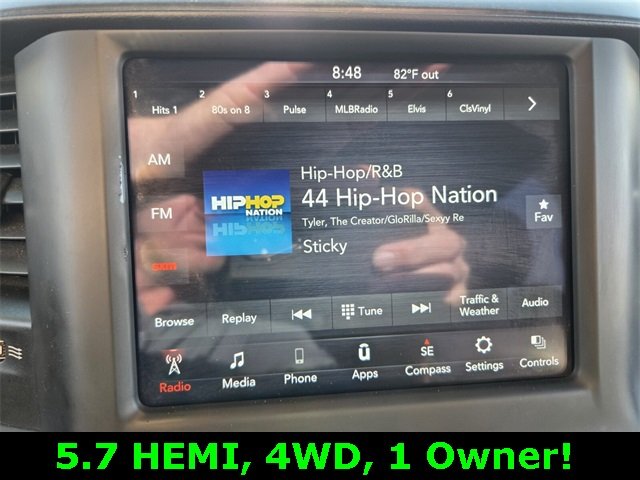 8:48 82°F out
1 2 3 4 5 6
Hits 1 80s on 8 Pulse MLBRadio Elvis ClsVinyl
AM
FM
sxm
HIPHOP
NATION
Hip-Hop/R&B
44 Hip-Hop Nation
Tyler, The Creator/GloRilla/Sexyy Re
Sticky
Fav
Browse Replay Tune Traffic & Weather Audio
Radio Media Phone Apps SE Compass Settings Controls
5.7 HEMI, 4WD, 1 Owner!